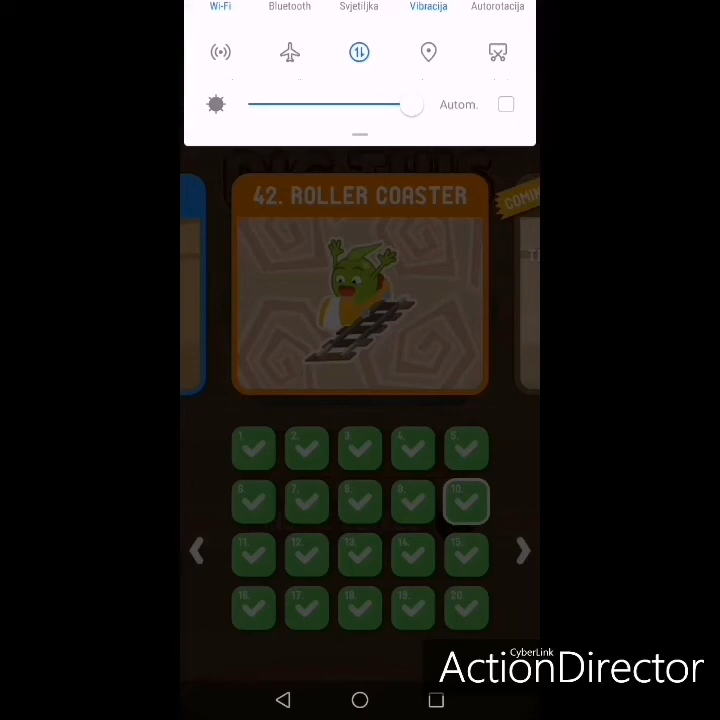 Wi-Fi Bluetooth Svjetiljka Vibracija Autorotacija
Autom.
42. ROLLER COASTER
COMIN
1. 2. 3. 4. 5.
6. 7. 8. 9. 10.
11. 12. 13. 14. 15.
16. 17. 18. 19. 20.
CyberLink
ActionDirector